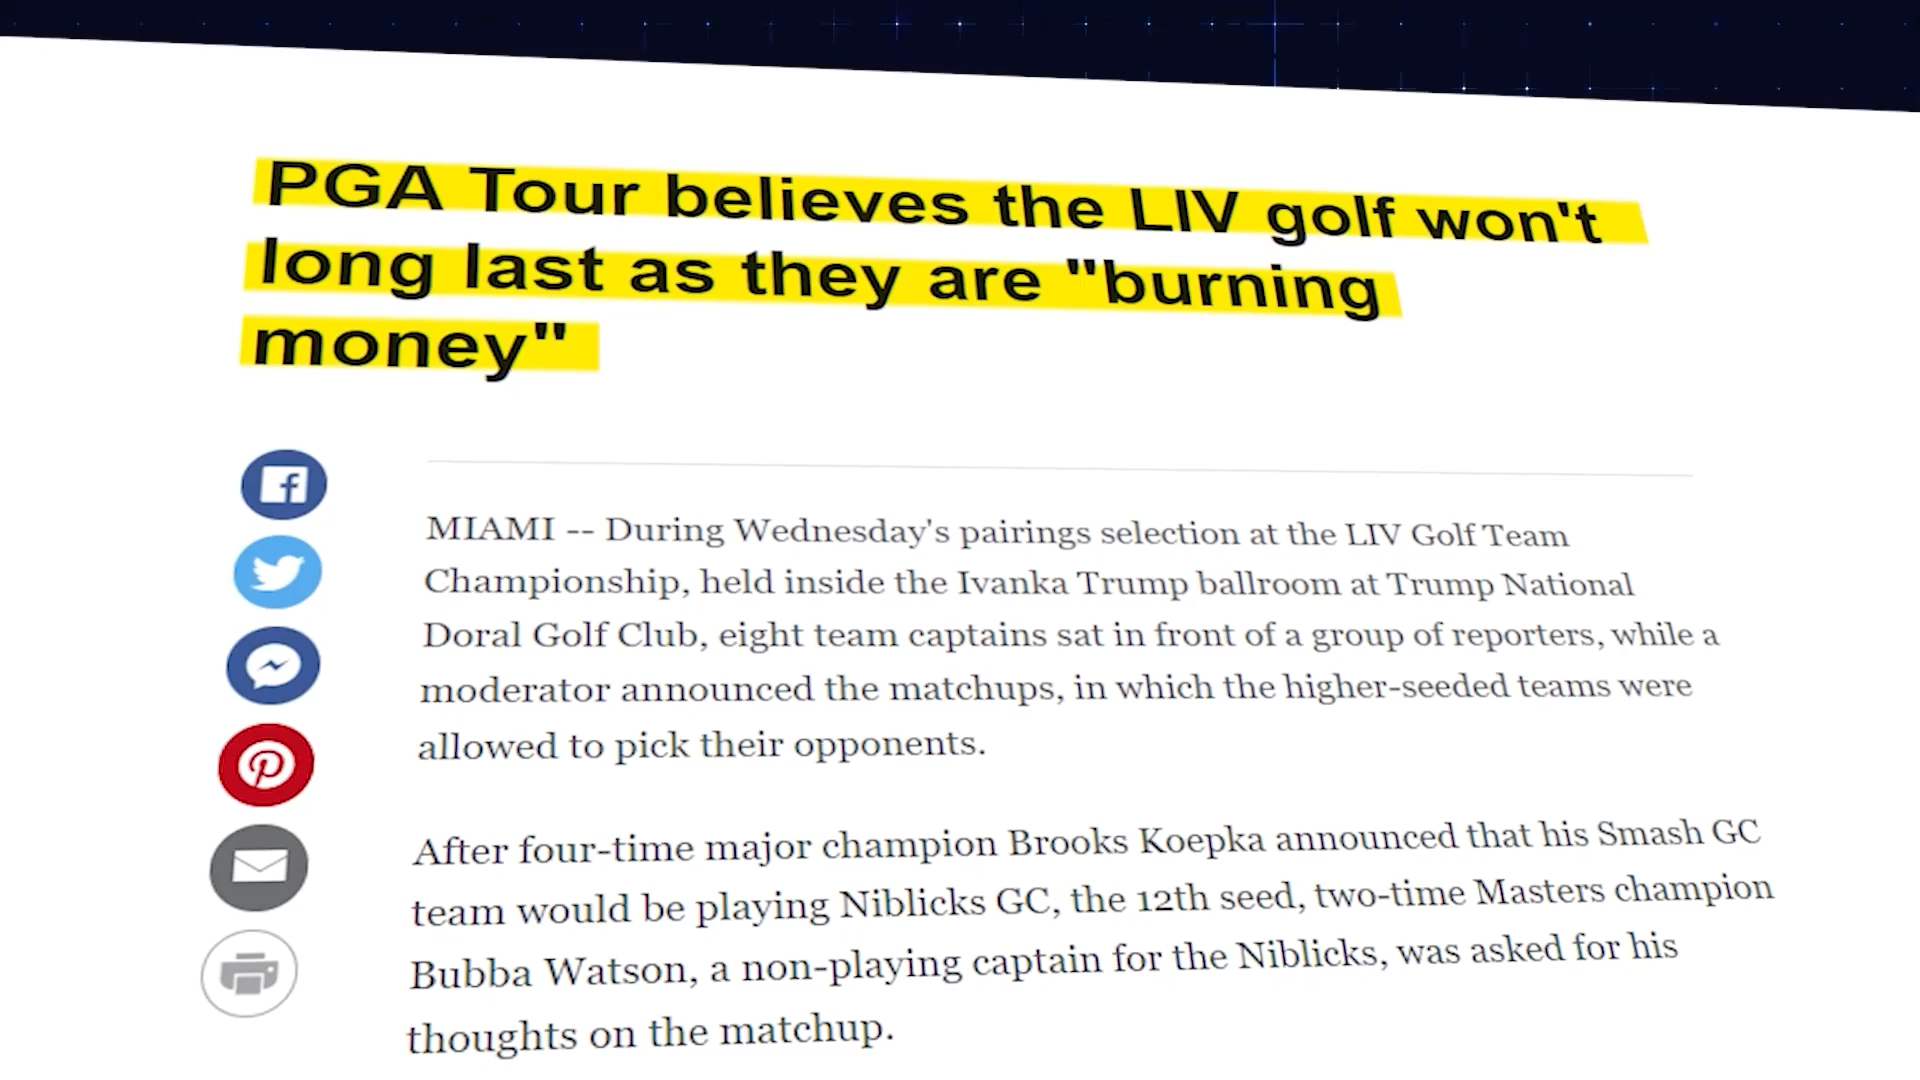 PGA Tour believes the LIV golf won't
long last as they are "burning
money"
MIAMI -- During Wednesday's pairings selection at the LIV Golf Team
Championship, held inside the Ivanka Trump ballroom at Trump National
Doral Golf Club, eight team captains sat in front of a group of reporters, while a
moderator announced the matchups, in which the higher-seeded teams were
allowed to pick their opponents.
After four-time major champion Brooks Koepka announced that his Smash GC
team would be playing Niblicks GC, the 12th seed, two-time Masters champion
Bubba Watson, a non-playing captain for the Niblicks, was asked for his
thoughts on the matchup.